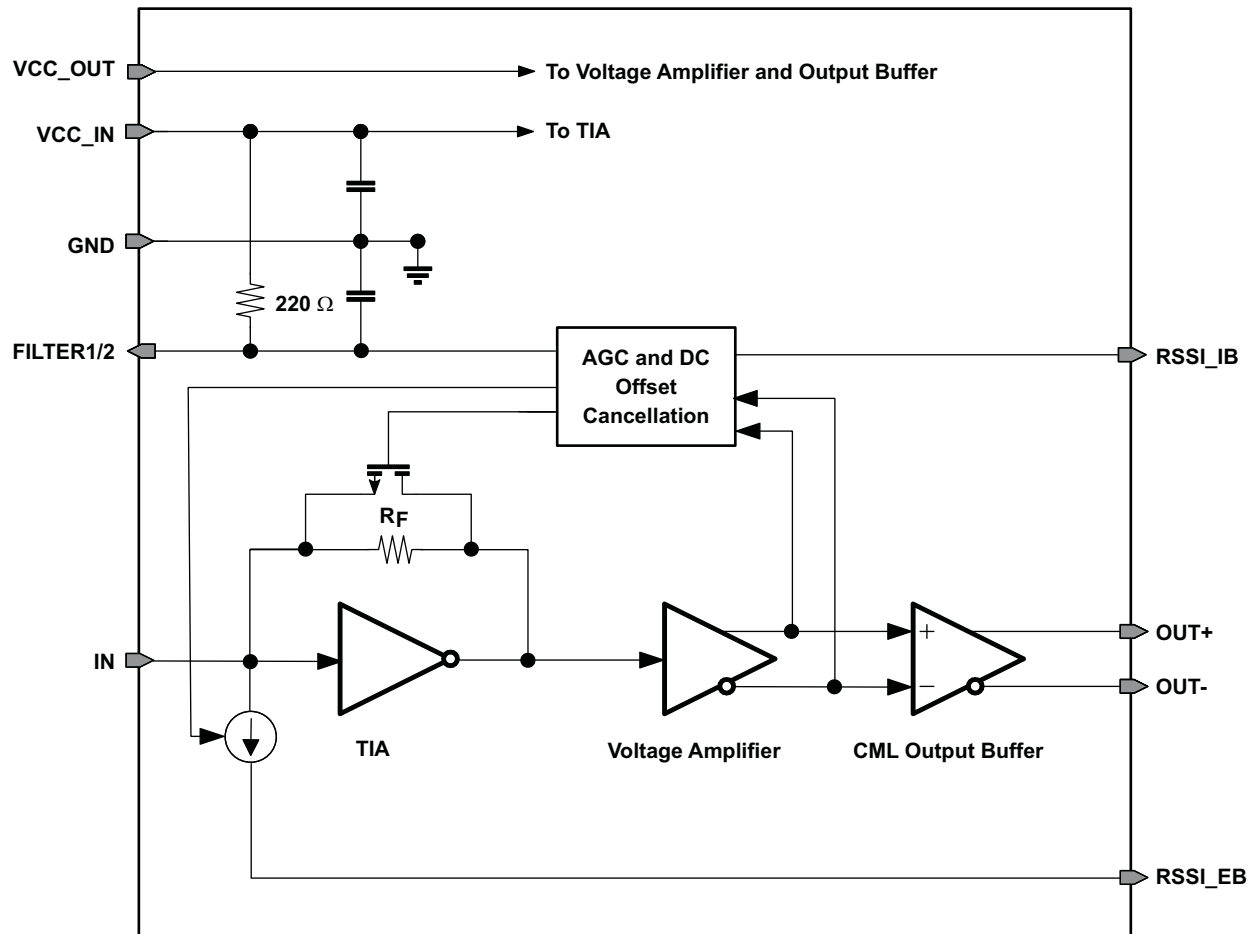 VCC_OUT
To Voltage Amplifier and Output Buffer
VCC_IN
To TIA
GND
220 Ω
FILTER1/2
AGC and DC
Offset
Cancellation
RSSI_IB
RF
IN
+
−
OUT+
OUT-
TIA
Voltage Amplifier
CML Output Buffer
RSSI_EB